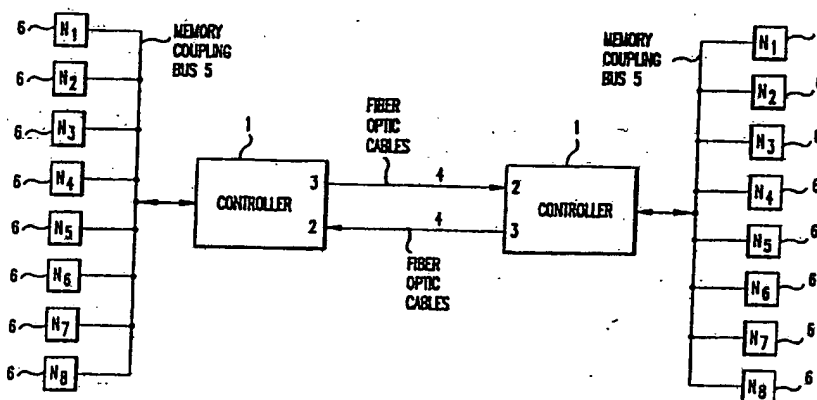 6 N1
6 N2
6 N3
6 N4
6 N5
6 N6
6 N7
6 N8
MEMORY
COUPLING
BUS 5
1
CONTROLLER
3
2
FIBER
OPTIC
CABLES
4
4
FIBER
OPTIC
CABLES
1
2
CONTROLLER
3
MEMORY
COUPLING
BUS 5
N1
N2
N3
N4
N5 6
N6 6
N7 6
N8 6